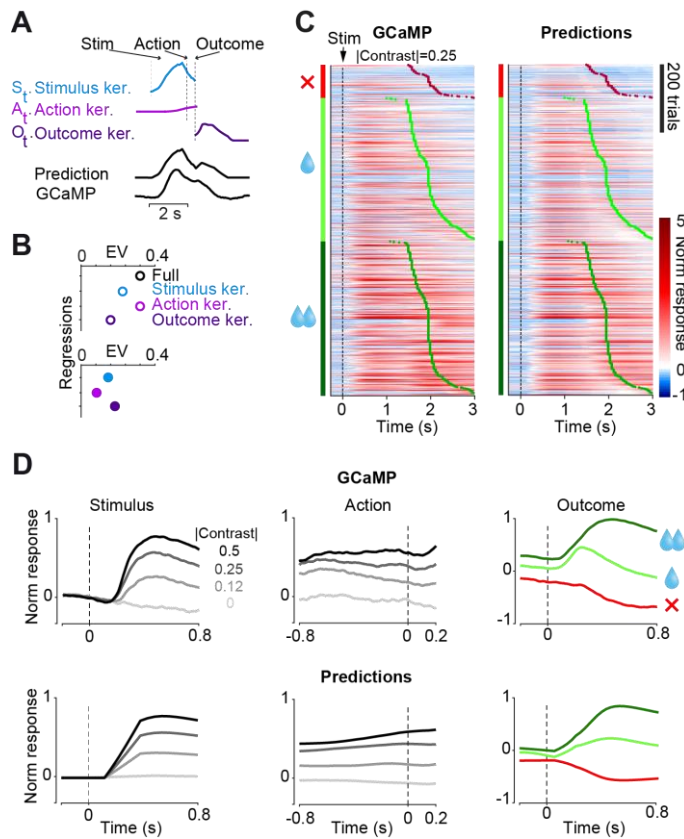 A
Stim Action Outcome
St. Stimulus ker.
At. Action ker.
Ot. Outcome ker.
Prediction
GCaMP
2 s
B
0 EV 0.4
Full
Stimulus ker.
Action ker.
Outcome ker.
Regressions
0 EV 0.4
C
Stim GCaMP Predictions
|Contrast|=0.25
200 trials
5
0
-1
Norm response
0 1 2 3
Time (s)
0 1 2 3
Time (s)
D
GCaMP
Stimulus Action Outcome
Norm response
1
0
|Contrast|
0.5
0.25
0.12
0
0 0.8
1
0
-0.8 0 0.2
1
0
-1
0 0.8
Predictions
Norm response
1
0
0 0.8
Time (s)
1
0
-0.8 0 0.2
Time (s)
1
0
-1
0 0.8
Time (s)